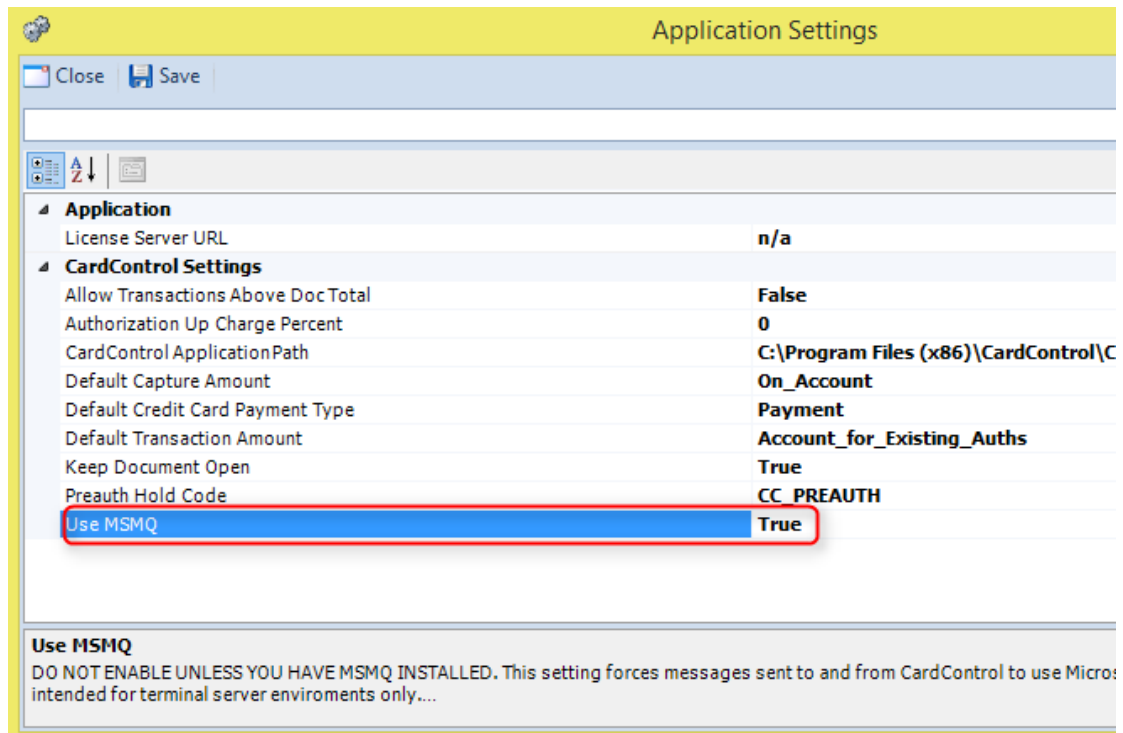 Application Settings
Close Save
A
Z
Application
License Server URL n/a
CardControl Settings
Allow Transactions Above Doc Total False
Authorization Up Charge Percent 0
CardControl Application Path C:\Program Files (x86)\CardControl\C
Default Capture Amount On_Account
Default Credit Card Payment Type Payment
Default Transaction Amount Account_for_Existing_Auths
Keep Document Open True
Preauth Hold Code CC_PREAUTH
Use MSMQ True
Use MSMQ
DO NOT ENABLE UNLESS YOU HAVE MSMQ INSTALLED. This setting forces messages sent to and from CardControl to use Micros
intended for terminal server enviroments only....